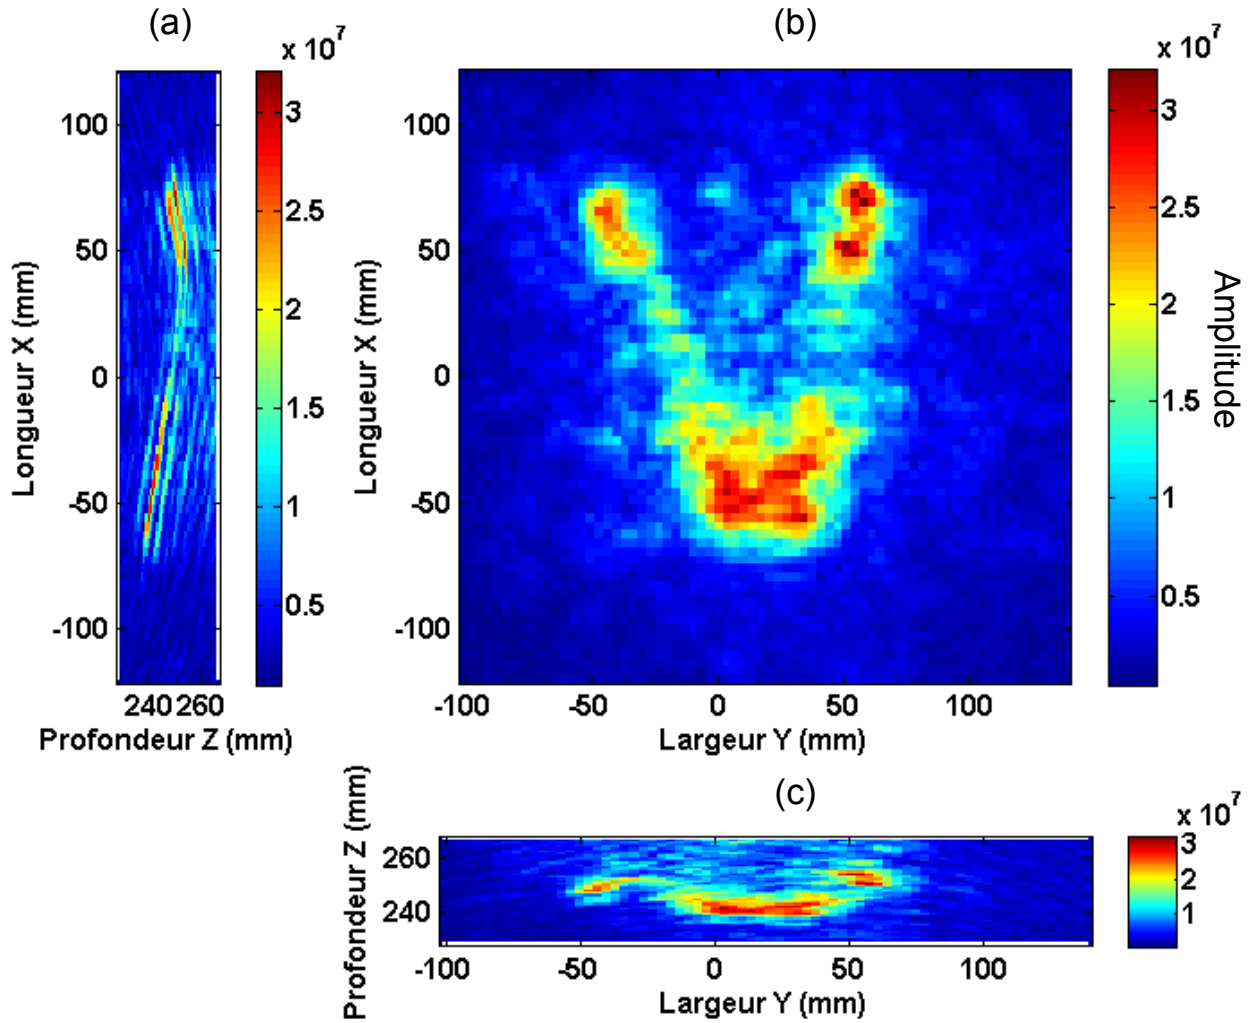 (a)
(b)
x 10^7
x 10^7
100
50
0
-50
-100
Longueur X (mm)
240 260
Profondeur Z (mm)
3
2.5
2
1.5
1
0.5
100
50
0
-50
-100
Longueur X (mm)
-100 -50 0 50 100
Largeur Y (mm)
3
2.5
2
1.5
1
0.5
Amplitude
(c)
x 10^7
Profondeur Z (mm)
260
240
-100 -50 0 50 100
Largeur Y (mm)
3
2
1